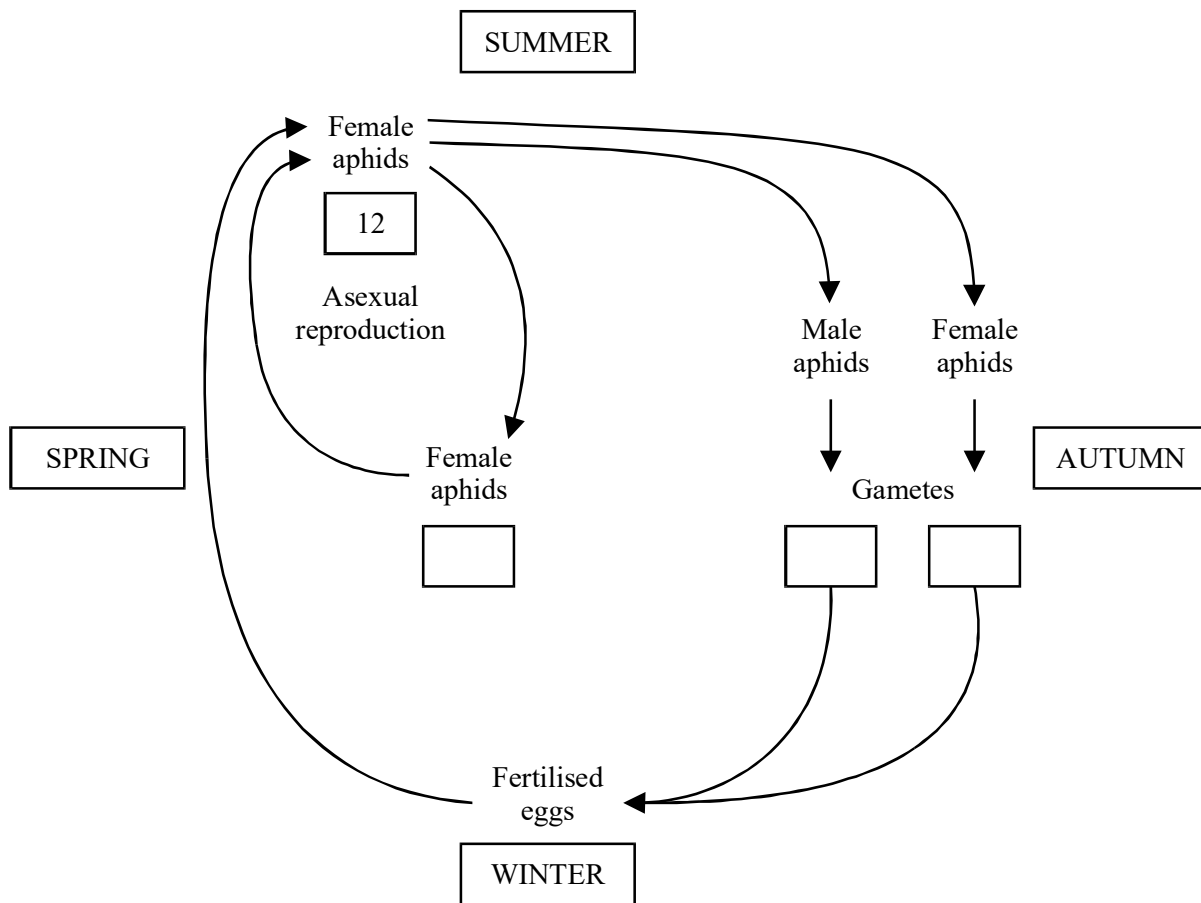 SUMMER
Female
aphids
12
Asexual
reproduction
Male
aphids
Female
aphids
SPRING
Female
aphids
AUTUMN
Gametes
Fertilised
eggs
WINTER